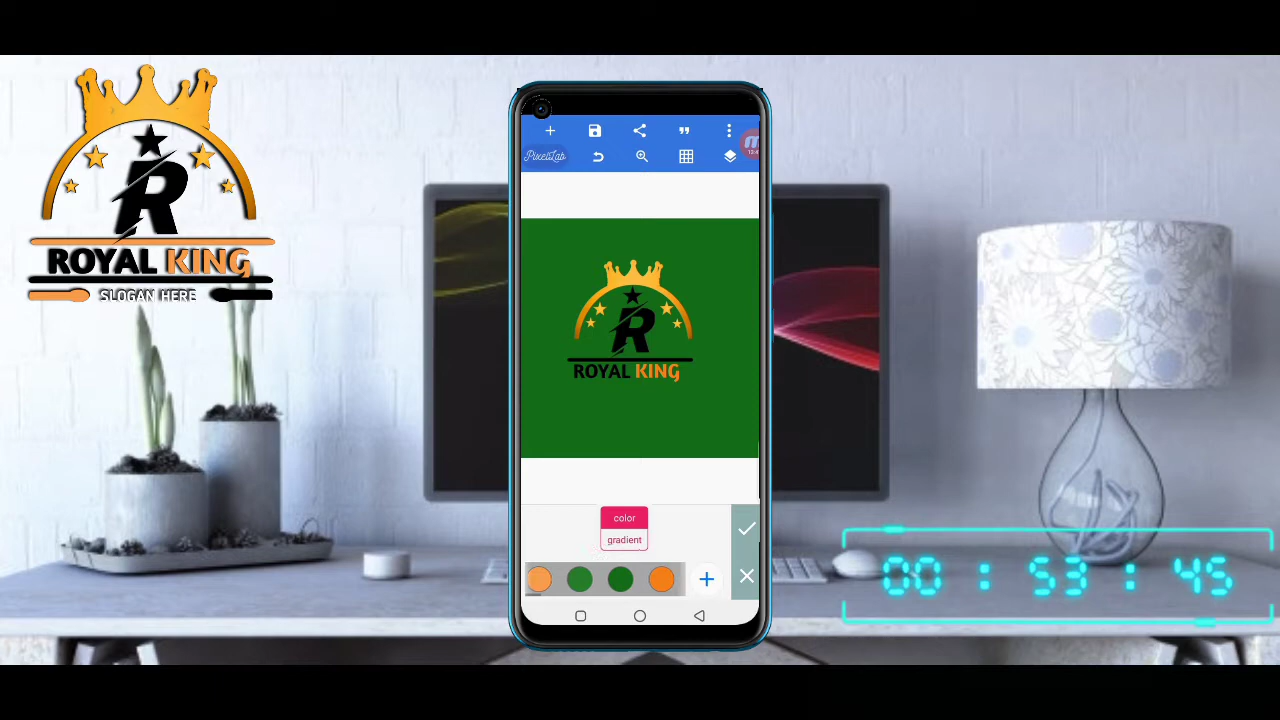 R
ROYAL KING
SLOGAN HERE
PixelLab
R
ROYAL KING
color
gradient
00 : 53 : 45